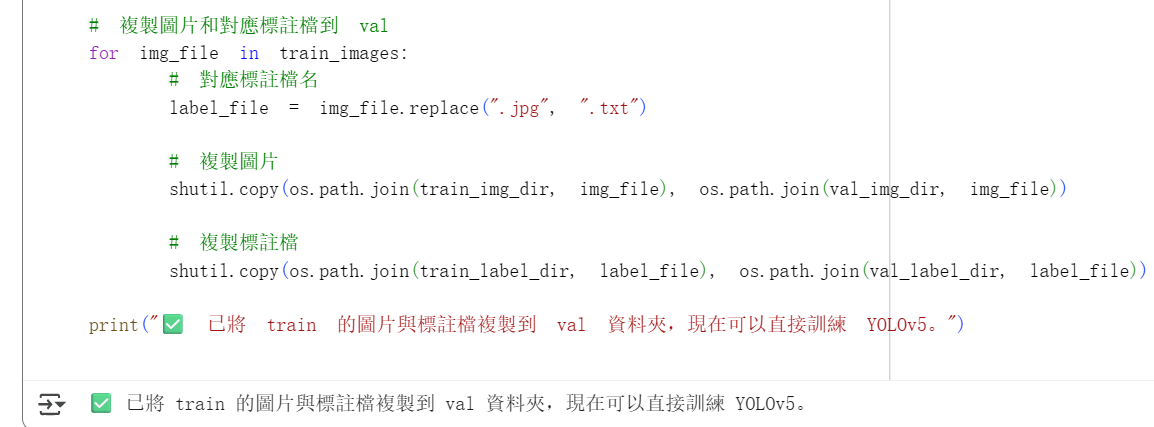 # 複製圖片和對應標註檔到 val
for img_file in train_images:
# 對應標註檔名
label_file = img_file.replace(".jpg", ".txt")
# 複製圖片
shutil.copy(os.path.join(train_img_dir, img_file), os.path.join(val_img_dir, img_file))
# 複製標註檔
shutil.copy(os.path.join(train_label_dir, label_file), os.path.join(val_label_dir, label_file))
print("✅ 已將 train 的圖片與標註檔複製到 val 資料夾，現在可以直接訓練 YOLOv5。")
✅ 已將 train 的圖片與標註檔複製到 val 資料夾，現在可以直接訓練 YOLOv5。